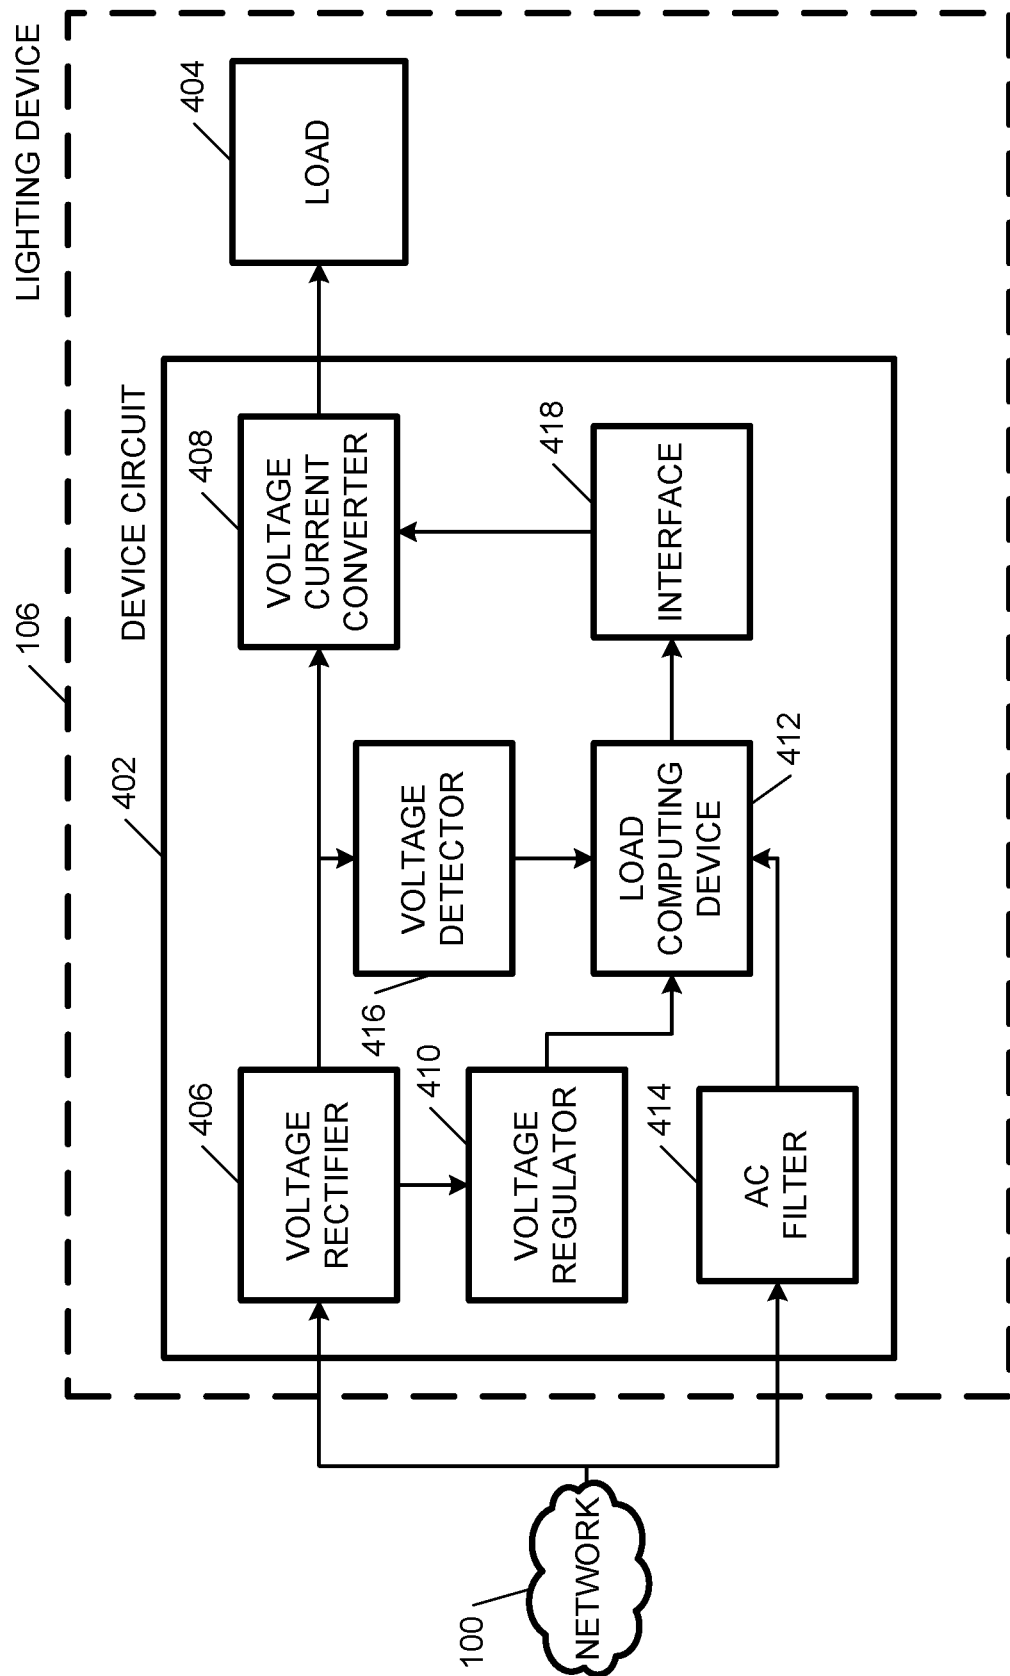 LIGHTING DEVICE
106
DEVICE CIRCUIT
402
406
VOLTAGE
RECTIFIER
408
VOLTAGE
CURRENT
CONVERTER
404
LOAD
416
VOLTAGE
DETECTOR
410
VOLTAGE
REGULATOR
LOAD
COMPUTING
DEVICE
412
418
INTERFACE
414
AC
FILTER
100
NETWORK